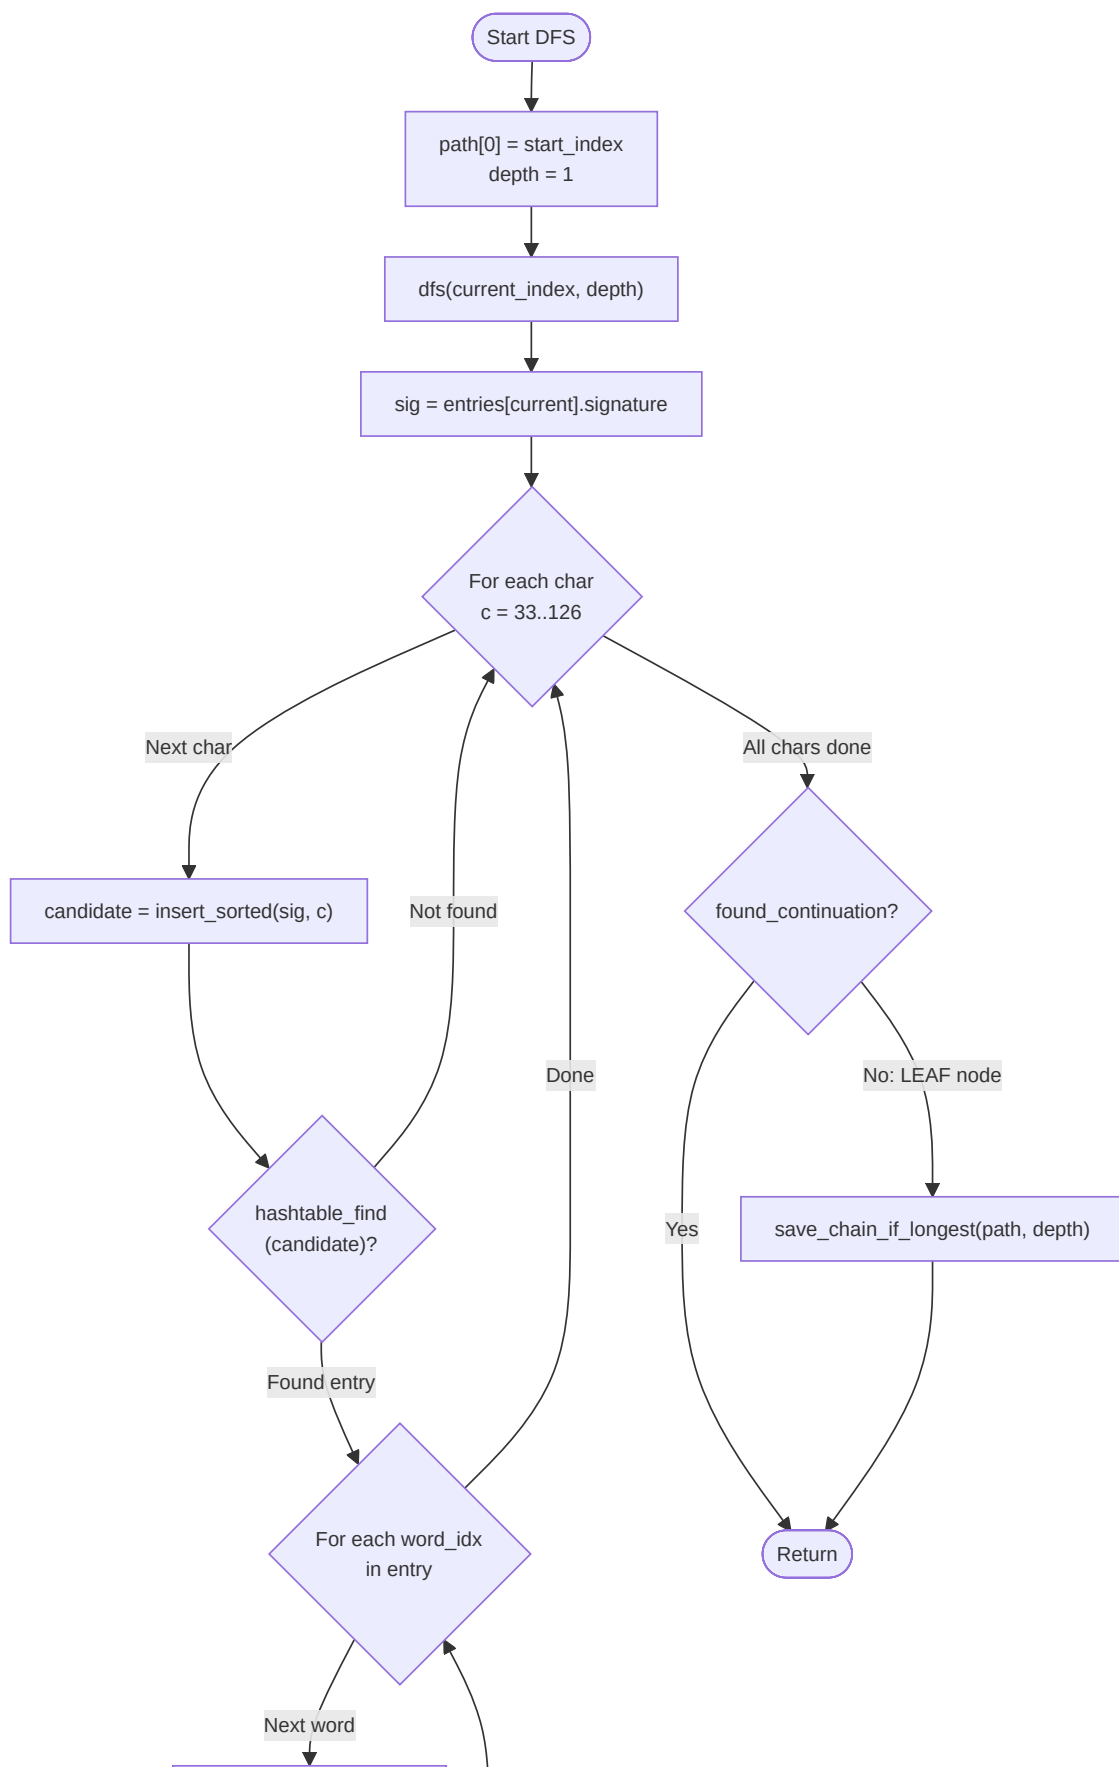 Start DFS
path[0] = start_index
depth = 1
dfs(current_index, depth)
sig = entries[current].signature
For each char
c = 33..126
Next char
All chars done
candidate = insert_sorted(sig, c)
Not found
found_continuation?
Done
No: LEAF node
hashtable_find
(candidate)?
Yes
save_chain_if_longest(path, depth)
Found entry
For each word_idx
in entry
Return
Next word